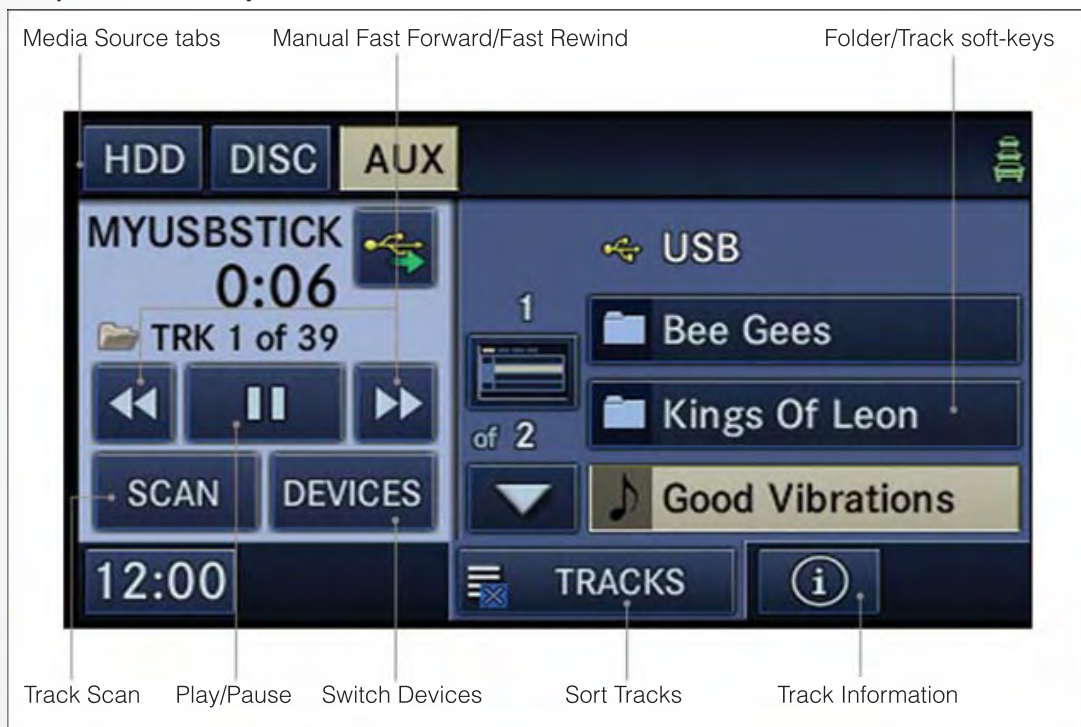 Media Source tabs
Manual Fast Forward/Fast Rewind
Folder/Track soft-keys
HDD
DISC
AUX
MYUSBSTICK
0:06
TRK 1 of 39
SCAN
DEVICES
12:00
USB
1
of 2
Bee Gees
Kings Of Leon
Good Vibrations
TRACKS
i
Track Scan
Play/Pause
Switch Devices
Sort Tracks
Track Information